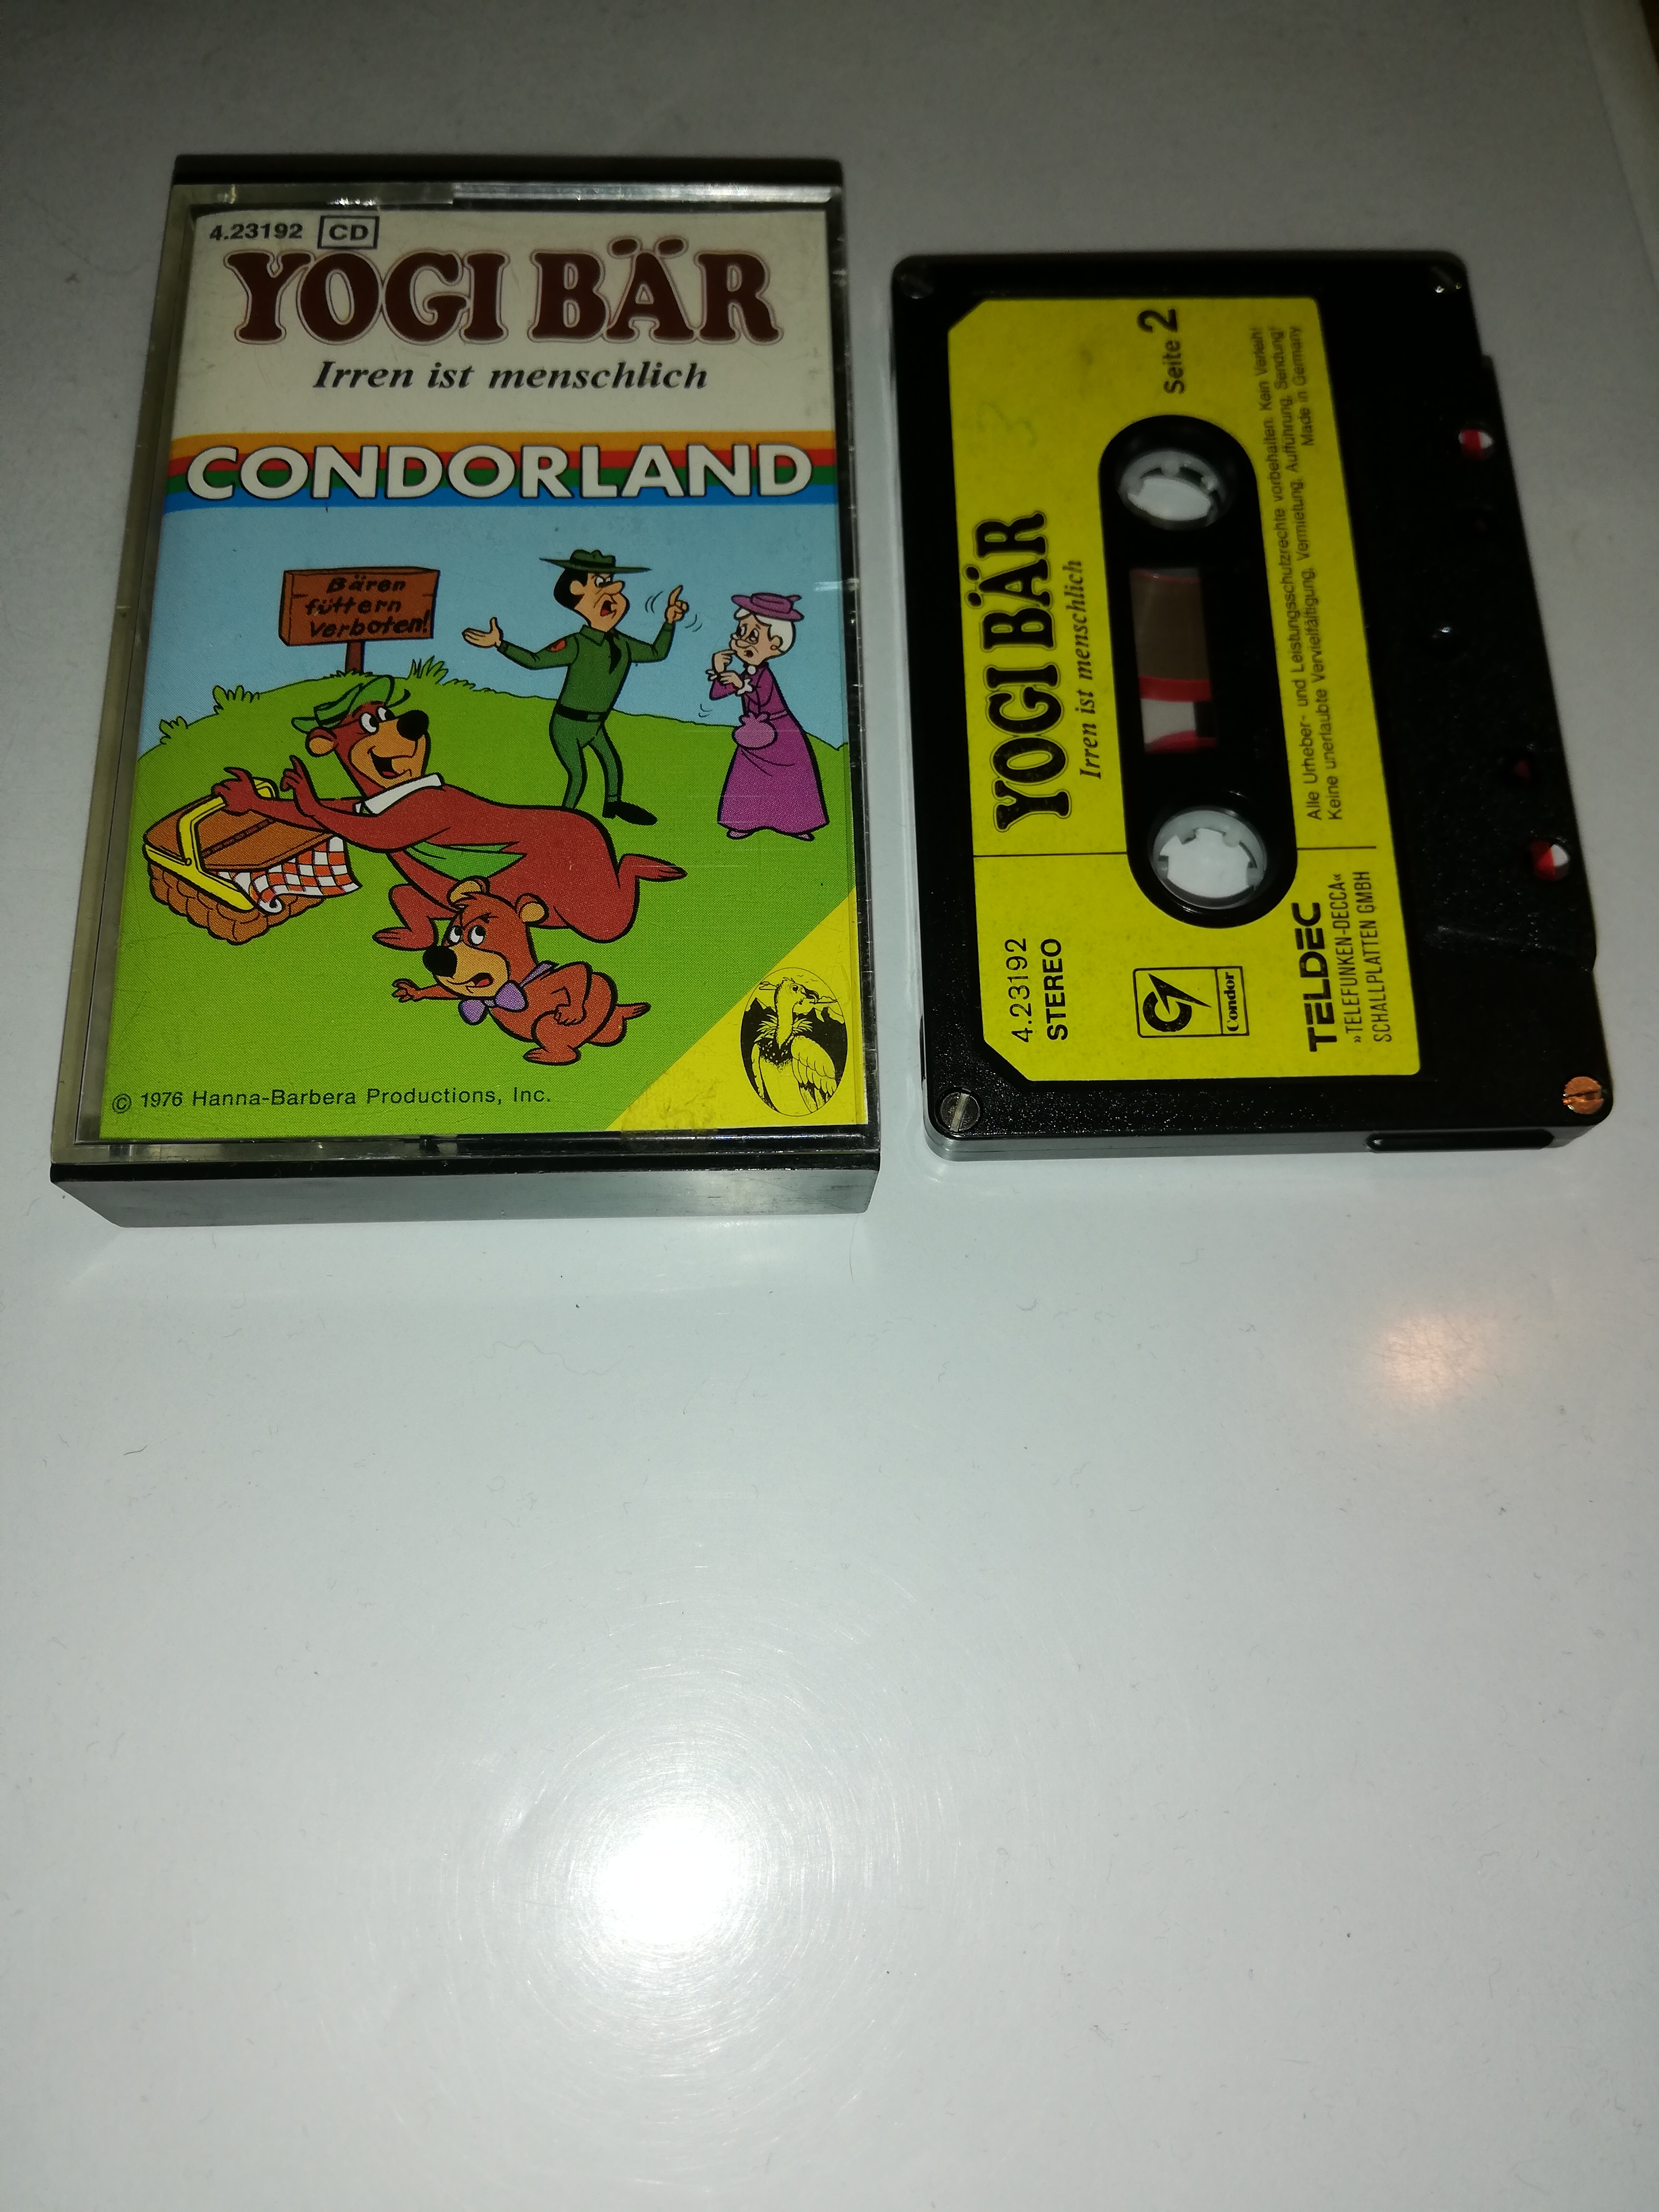 4.23192 CD
YOGI BÄR
Irren ist menschlich
CONDORLAND
Bären
füttern
verboten!
© 1976 Hanna-Barbera Productions, Inc.
YOGI BÄR
Irren ist menschlich
Seite 2
Alle Urheber- und Leistungsschutzrechte vorbehalten. Kein Verleih!
Keine unerlaubte Vervielfältigung, Vermietung, Aufführung, Sendung!
Made in Germany
4.23192
STEREO
Condor
TELDEC
»TELEFUNKEN-DECCA«
SCHALLPLATTEN GMBH